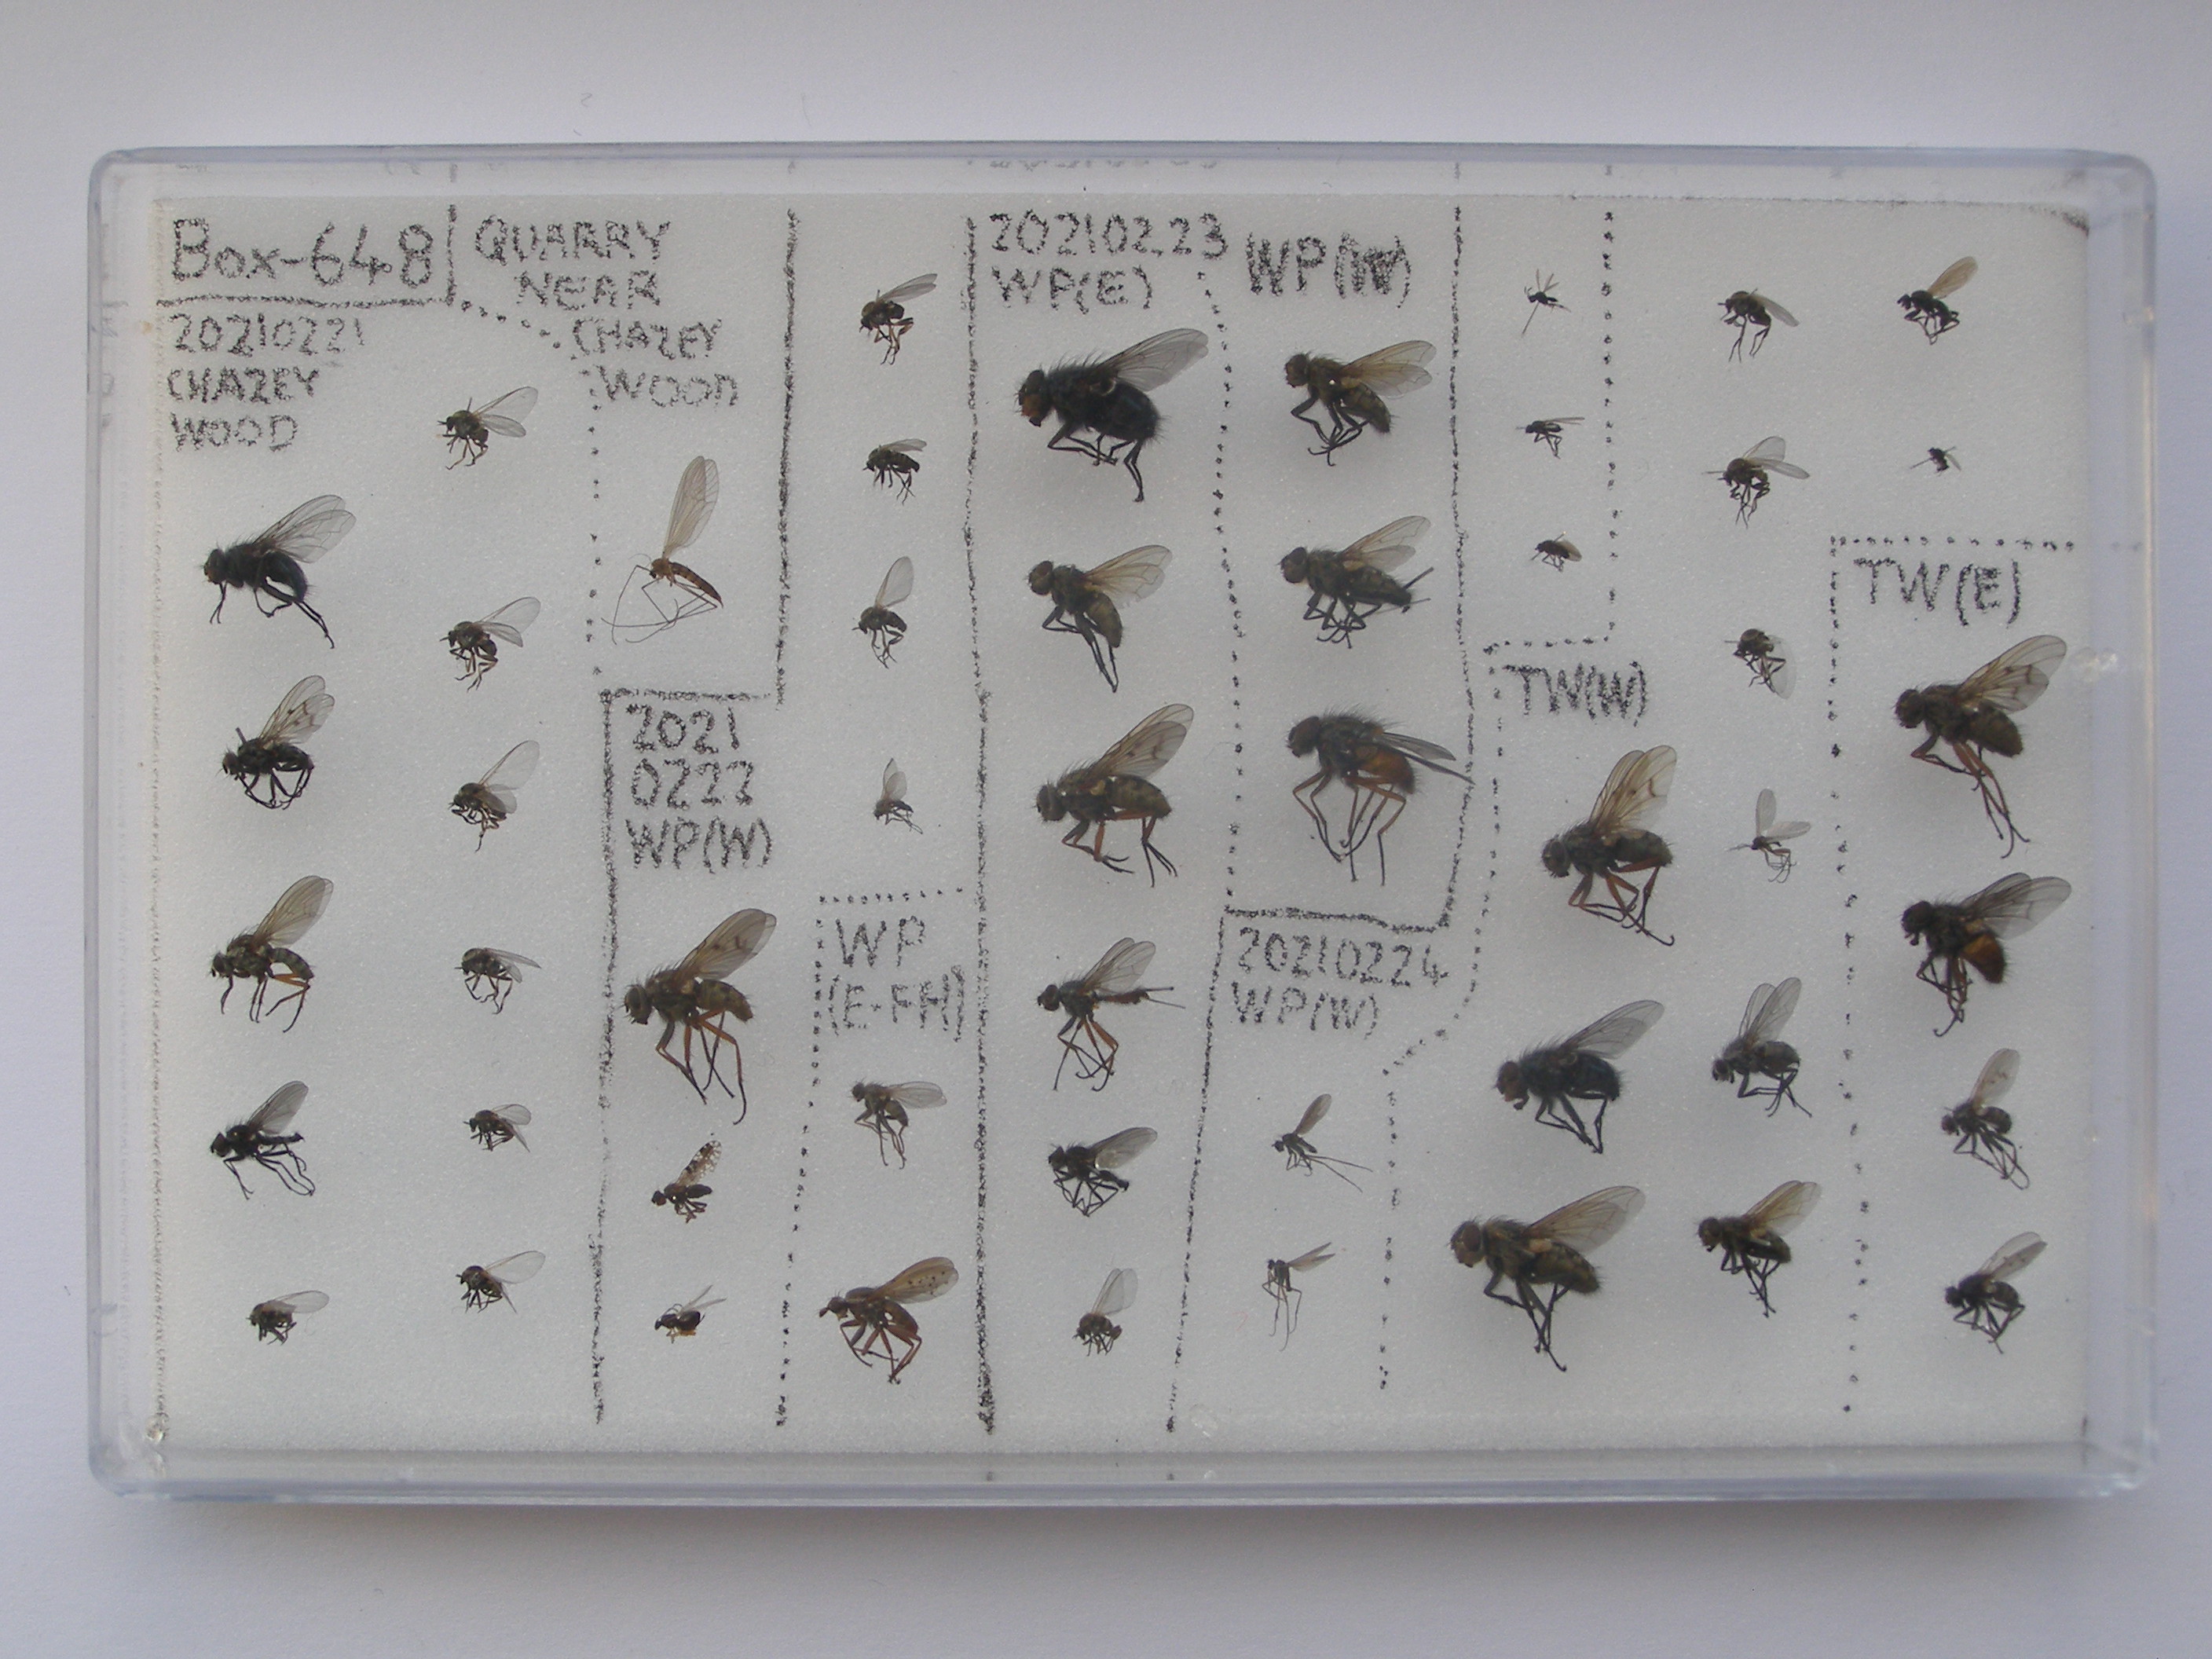 Box-648
20210221
CHAZEY
WOOD
QUARRY
NEAR
CHAZEY
WOOD
2021
0222
WP(W)
WP
(E·FH)
20210223
WP(E)
WP(W)
20210224
WP(W)
TW(W)
TW(E)